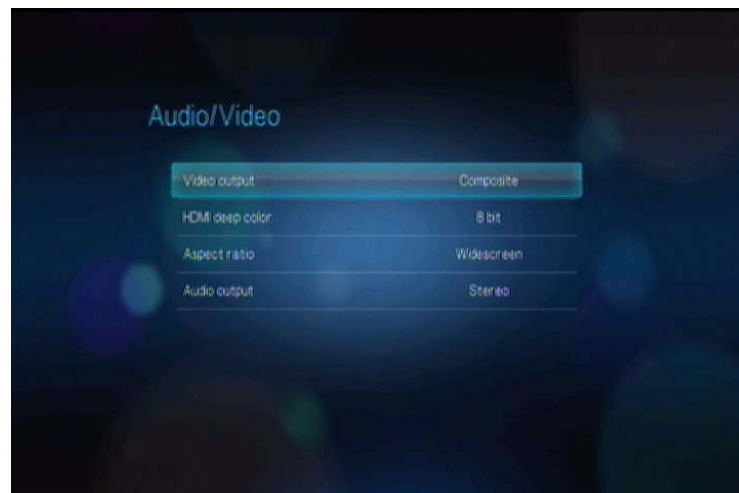 Audio/Video
Video output Composite
HDMI deep color 8 bit
Aspect ratio Widescreen
Audio output Stereo